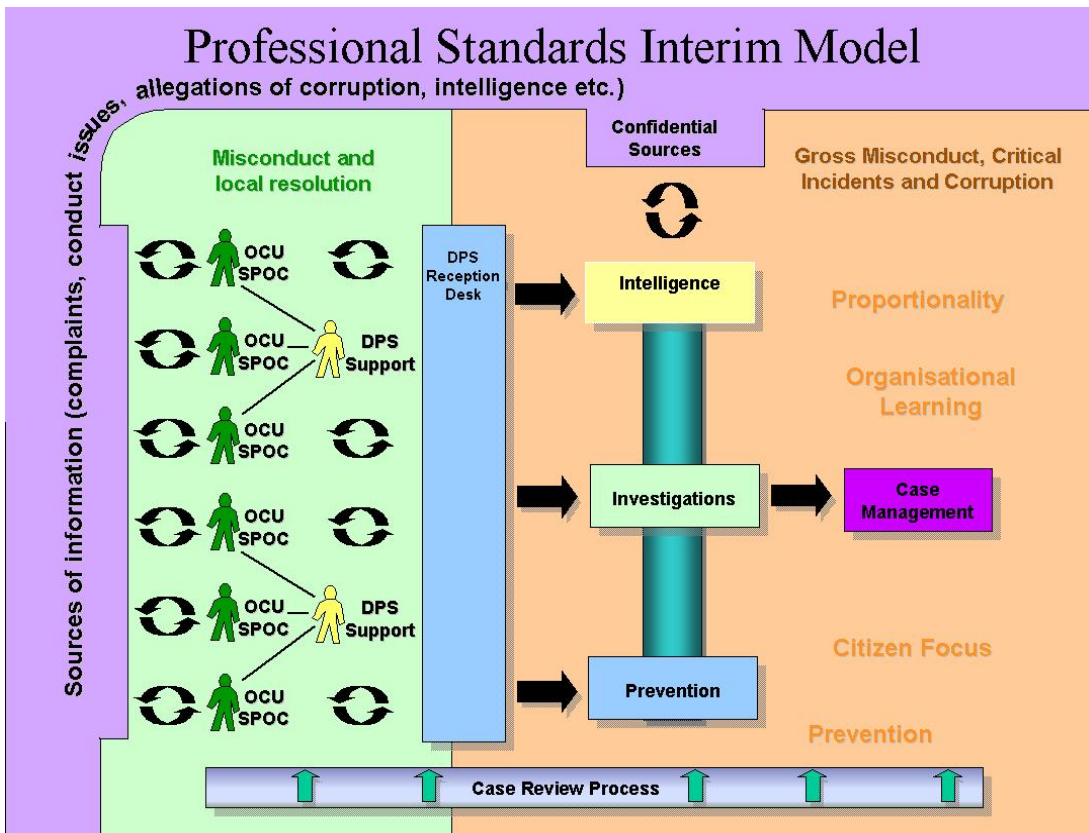 Professional Standards Interim Model
Sources of information (complaints, conduct issues, allegations of corruption, intelligence etc.)
Misconduct and
local resolution
Confidential
Sources
Gross Misconduct, Critical
Incidents and Corruption
OCU
SPOC
OCU
SPOC
DPS
Support
OCU
SPOC
OCU
SPOC
OCU
SPOC
DPS
Support
OCU
SPOC
DPS
Reception
Desk
Intelligence
Investigations
Prevention
Case
Management
Proportionality
Organisational
Learning
Citizen Focus
Prevention
Case Review Process